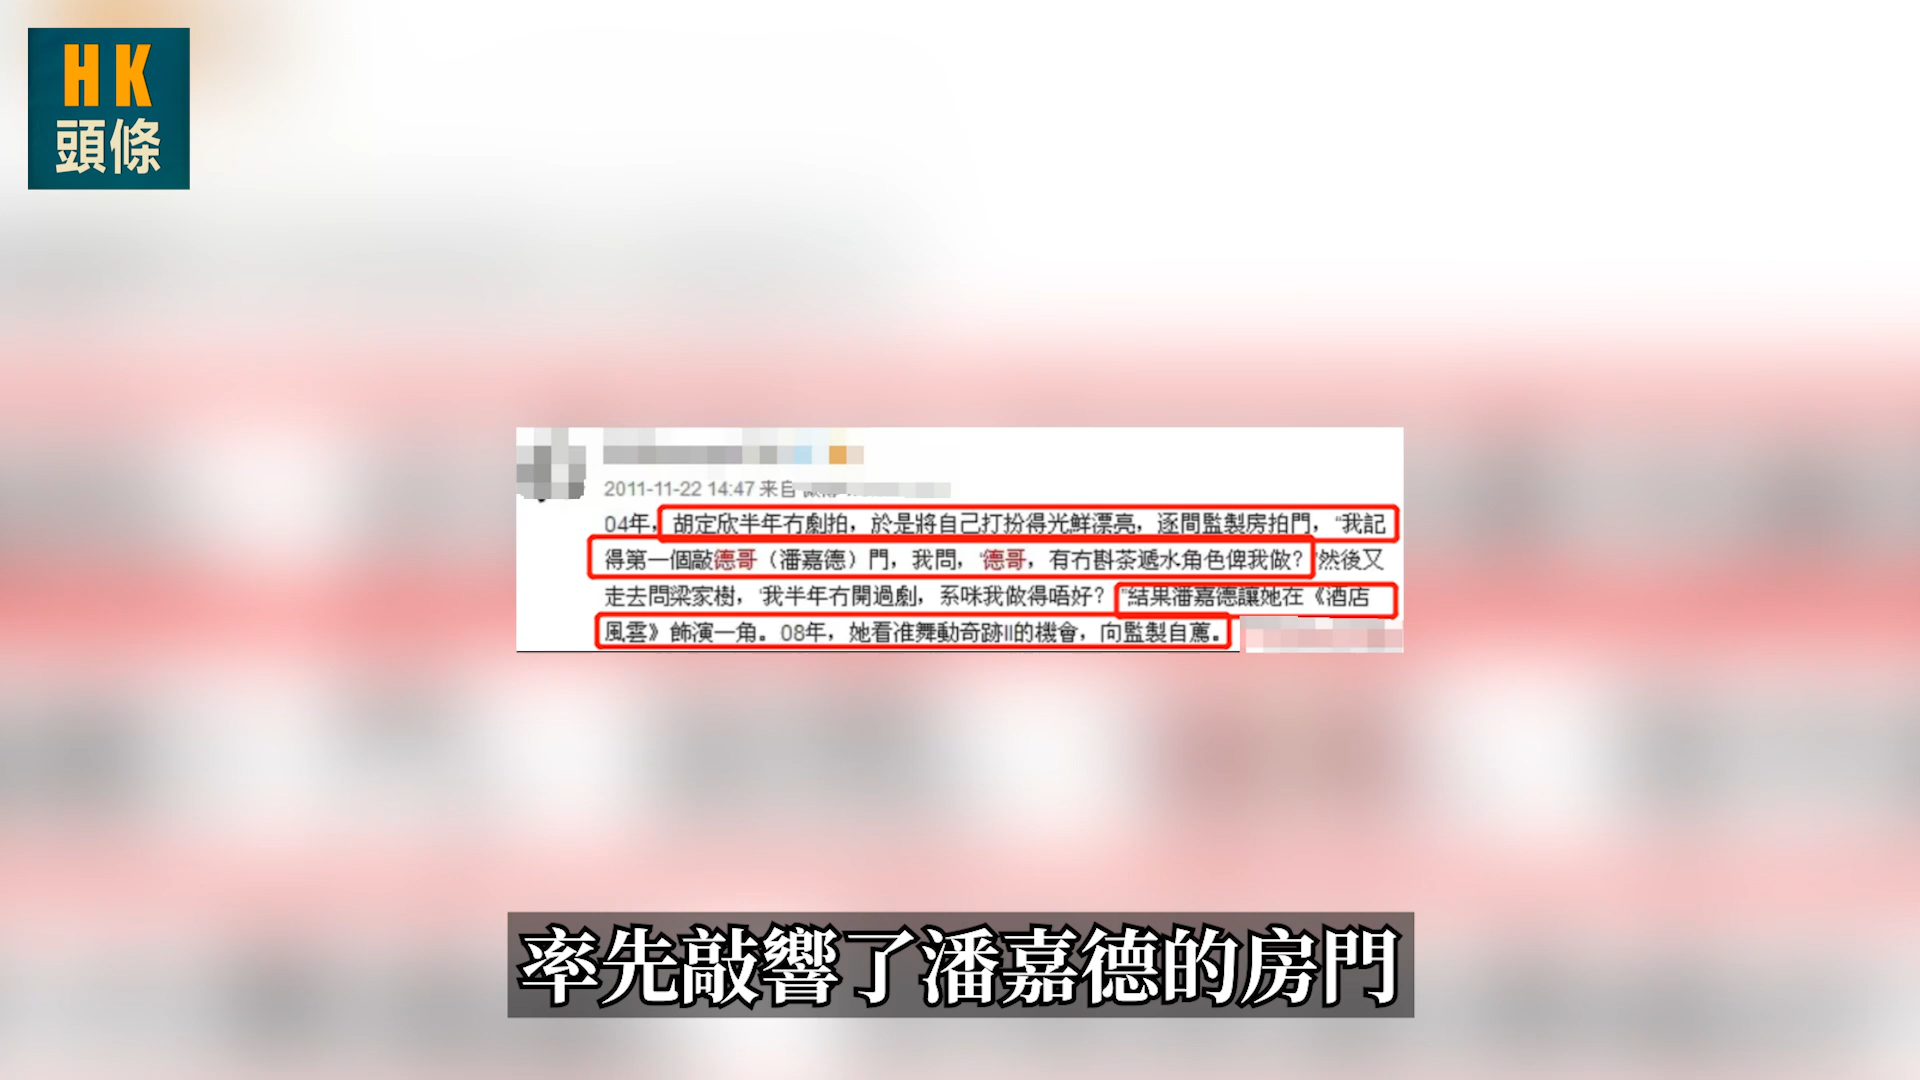 HK
頭條
2011-11-22 14:47 来自
04年，胡定欣半年冇劇拍，於是將自己打扮得光鮮漂亮，逐間監製房拍門，“我記
得第一個敲德哥（潘嘉德）門，我問，‘德哥，有冇斟茶遞水角色俾我做？’然後又
走去問梁家樹，‘我半年冇開過劇，系咪我做得唔好？’”結果潘嘉德讓她在《酒店
風雲》飾演一角。08年，她看准舞動奇跡II的機會，向監製自薦。
率先敲響了潘嘉德的房門